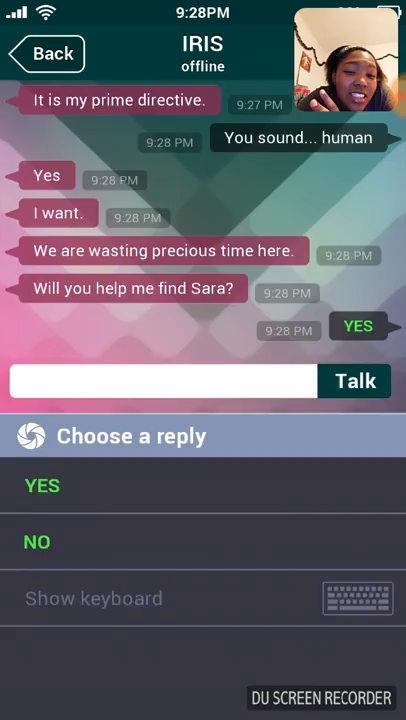 9:28PM
Back
IRIS
offline
It is my prime directive.
9:27 PM
You sound... human
9:28 PM
Yes
9:28 PM
I want.
9:28 PM
We are wasting precious time here.
9:28 PM
Will you help me find Sara?
9:28 PM
YES
9:28 PM
Talk
Choose a reply
YES
NO
Show keyboard
DU SCREEN RECORDER